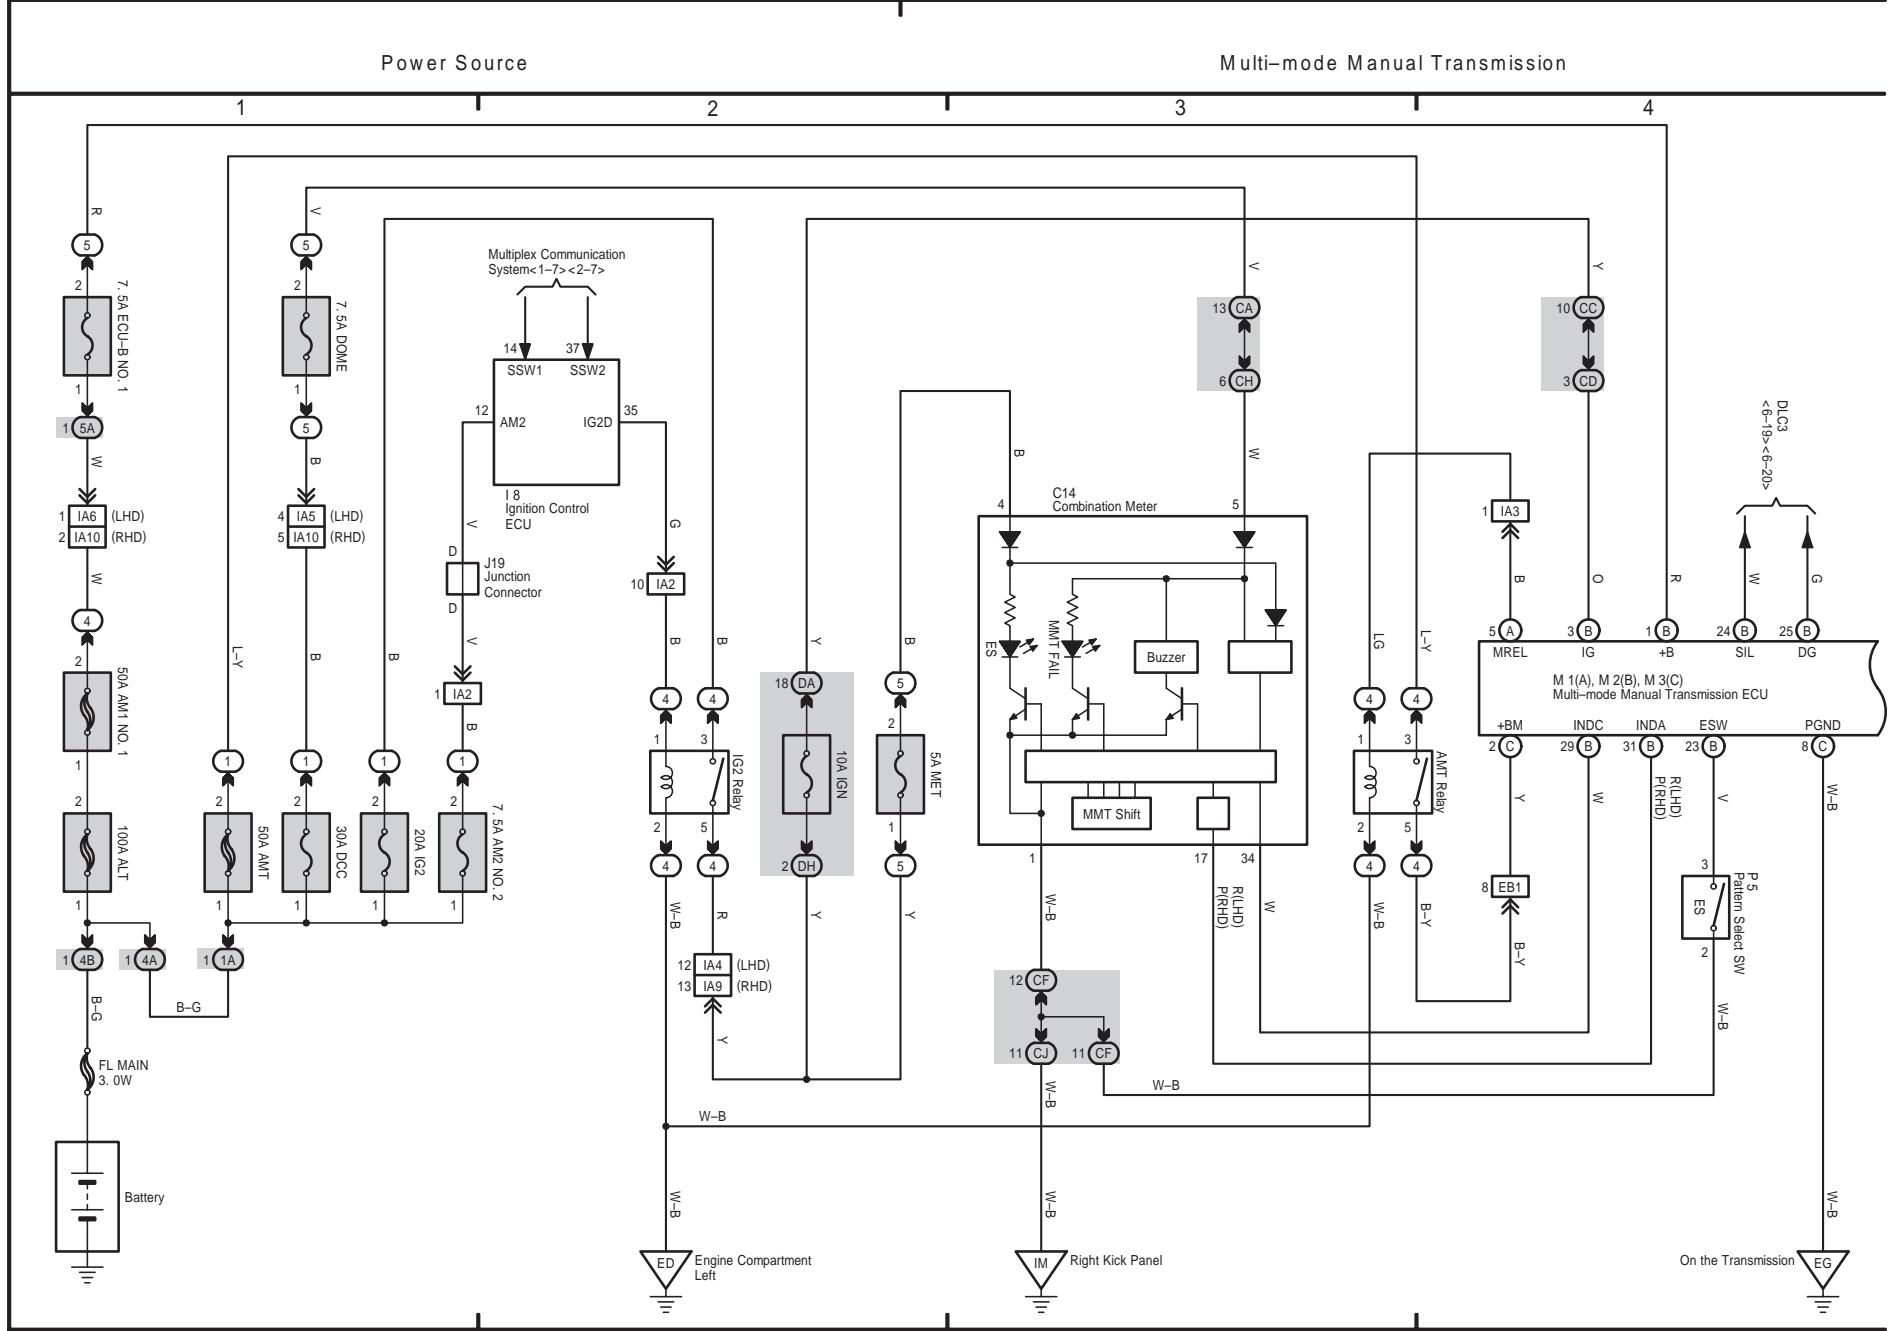 Power Source
Multi–mode Manual Transmission
1
2
3
4
R
V
5
5
2
2
7. 5A ECU–B NO. 1
7. 5A DOME
1
1
1 5A
5
W
B
1 IA6 (LHD)
2 IA10 (RHD)
4 IA5 (LHD)
5 IA10 (RHD)
W
4
2
50A AM1 NO. 1
1
L–Y
B
B
1
1
1
1
2
2
2
2
2
100A ALT
50A AMT
30A DCC
20A IG2
7. 5A AM2 NO. 2
1
1
1
1
1
1 4B
1 4A
1 1A
B–G
B–G
FL MAIN
3. 0W
Battery
Multiplex Communication
System<1–7><2–7>
14
37
SSW1
SSW2
12
AM2
IG2D
35
I 8
Ignition Control
ECU
V
D
J19
Junction
Connector
D
V
1 IA2
B
G
10 IA2
B
B
4
4
1
3
IG2 Relay
2
5
4
4
W–B
R
12 IA4 (LHD)
13 IA9 (RHD)
Y
Y
18 DA
10A IGN
2 DH
Y
B
5
2
5A MET
1
5
Y
W–B
W–B
ED
Engine Compartment
Left
B
V
13 CA
6 CH
W
4
C14
Combination Meter
5
ES
MMT FAIL
Buzzer
MMT Shift
1
17
34
W–B
R(LHD)
P(RHD)
W
12 CF
11 CJ
11 CF
W–B
W–B
W–B
IM
Right Kick Panel
Y
10 CC
3 CD
LG
L–Y
4
4
1
3
AMT Relay
2
5
4
4
W–B
B–Y
1 IA3
B
O
R
DLC3
<6–19><6–20>
W
G
5 A
3 B
1 B
24 B
25 B
MREL
IG
+B
SIL
DG
M 1(A), M 2(B), M 3(C)
Multi–mode Manual Transmission ECU
+BM
INDC
INDA
ESW
PGND
2 C
29 B
31 B
23 B
8 C
Y
W
R(LHD)
P(RHD)
V
W–B
8 EB1
B–Y
3
ES
P 5
Pattern Select SW
2
W–B
W–B
On the Transmission
EG